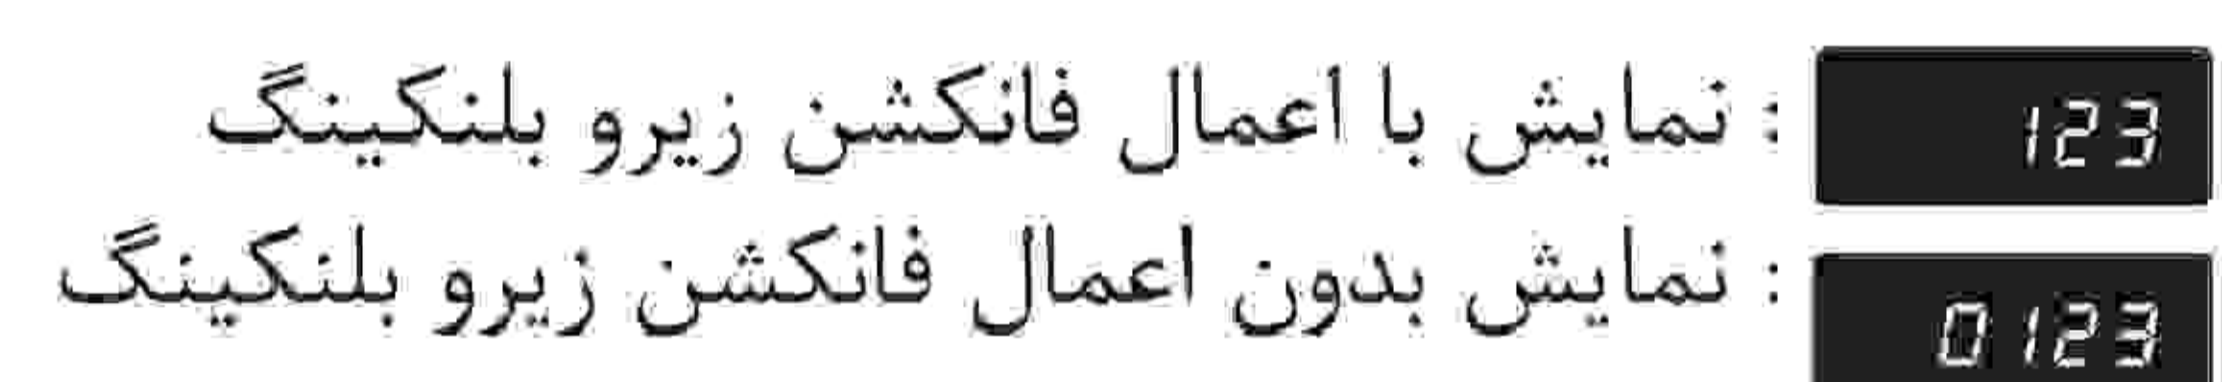 123 : نمایش با اعمال فانکشن زیرو بلنکینگ
0123 : نمایش بدون اعمال فانکشن زیرو بلنکینگ